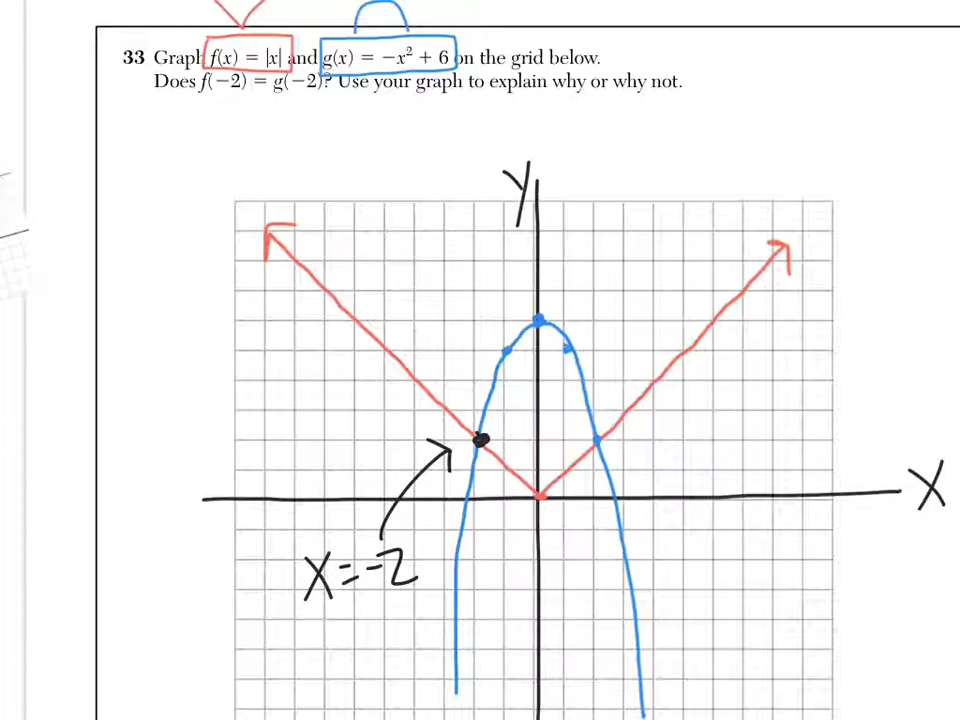 33 Graph f(x) = |x| and g(x) = −x² + 6 on the grid below.
Does f(−2) = g(−2)? Use your graph to explain why or why not.
y
x
x=-2